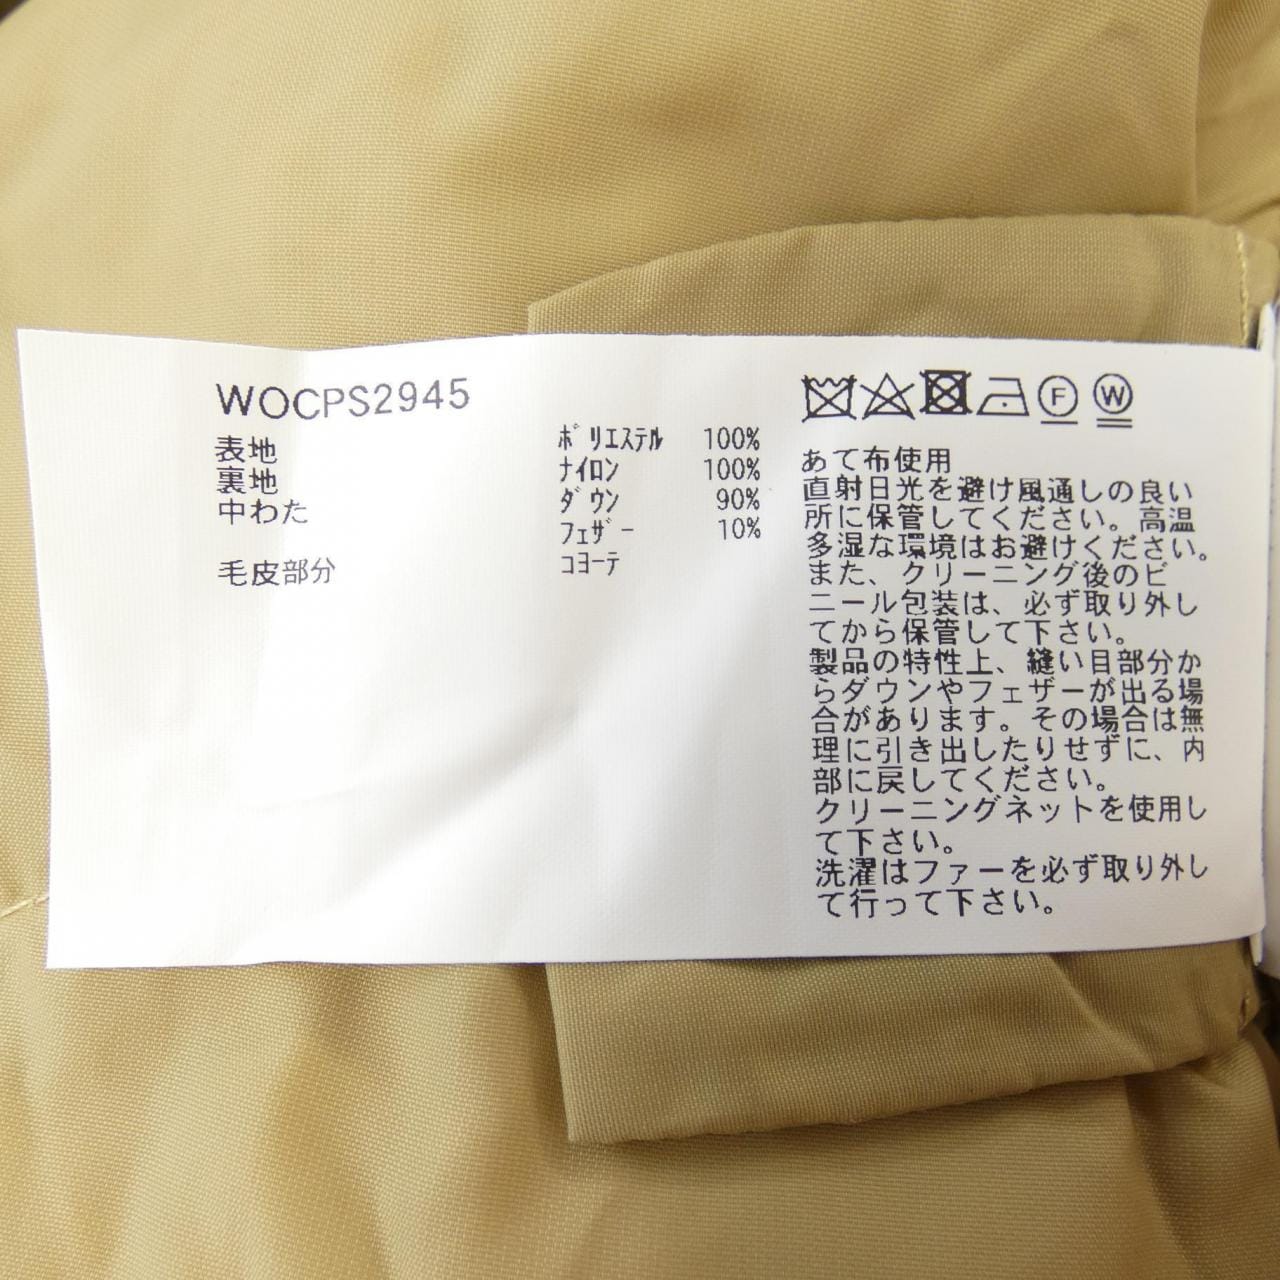 WOCPS2945
表地 ﾎﾟﾘｴｽﾃﾙ 100%
裏地 ﾅｲﾛﾝ 100%
中わた ﾀﾞｳﾝ 90%
ﾌｪｻﾞｰ 10%
毛皮部分 ｺﾖｰﾃ
F W
あて布使用
直射日光を避け風通しの良い
所に保管してください。高温
多湿な環境はお避けください。
また、クリーニング後のビ
ニール包装は、必ず取り外し
てから保管して下さい。
製品の特性上、縫い目部分か
らダウンやフェザーが出る場
合があります。その場合は無
理に引き出したりせずに、内
部に戻してください。
クリーニングネットを使用し
て下さい。
洗濯はファーを必ず取り外し
て行って下さい。